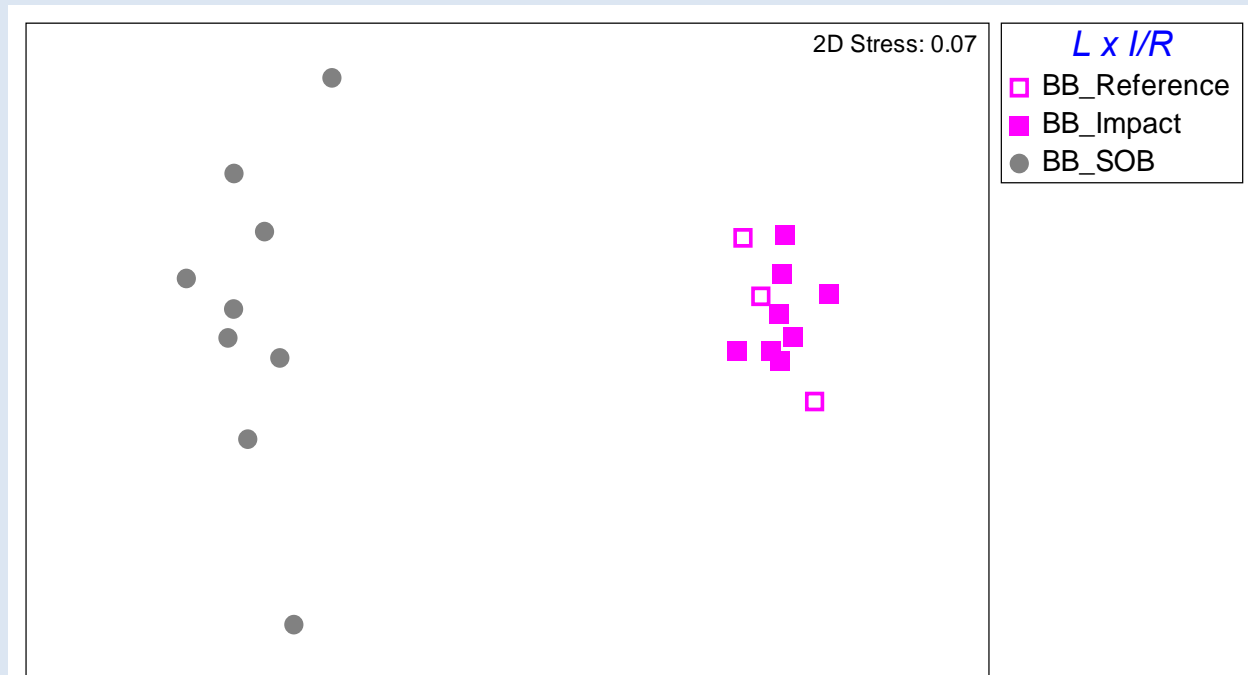 2D Stress: 0.07
L x I/R
BB_Reference
BB_Impact
BB_SOB